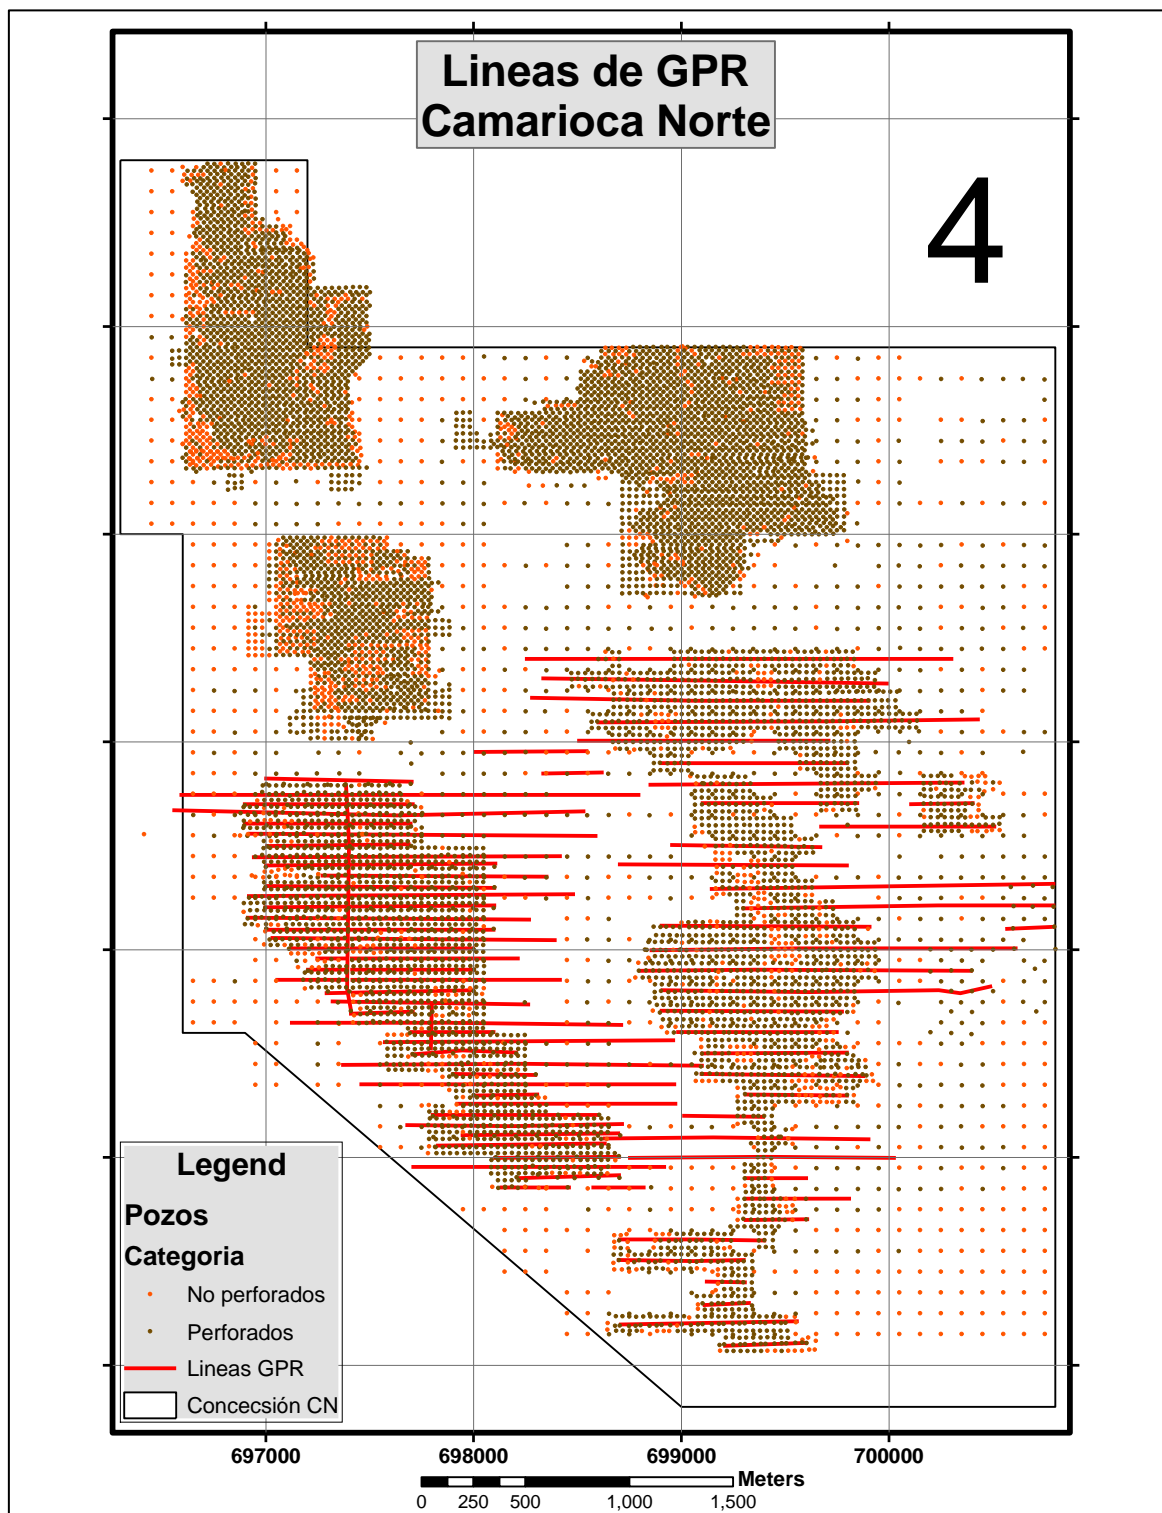 Lineas de GPR
Camarioca Norte
4
Legend
Pozos
Categoria
No perforados
Perforados
Lineas GPR
Concecsión CN
697000 698000 699000 700000
Meters
0 250 500 1,000 1,500